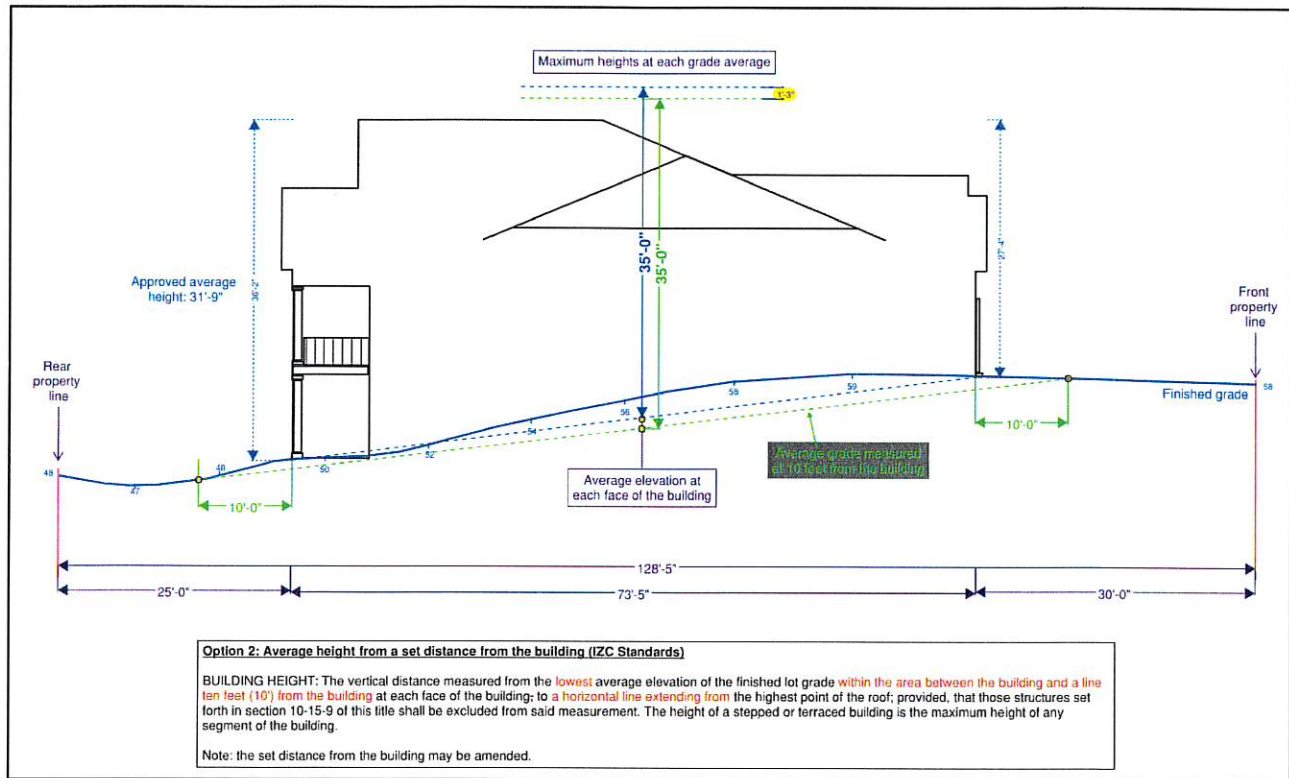 Maximum heights at each grade average
1'-3"
35'-0"
35'-0"
36'-2"
27'-4"
Approved average
height: 31'-9"
Front
property
line
Rear
property
line
48
27
48
50
52
54
56
58
59
58
Finished grade
10'-0"
10'-0"
Average grade measured
at 10 feet from the building
Average elevation at
each face of the building
128'-5"
25'-0"
73'-5"
30'-0"
Option 2: Average height from a set distance from the building (IZC Standards)
BUILDING HEIGHT: The vertical distance measured from the lowest average elevation of the finished lot grade within the area between the building and a line
ten feet (10') from the building at each face of the building; to a horizontal line extending from the highest point of the roof; provided, that those structures set
forth in section 10-15-9 of this title shall be excluded from said measurement. The height of a stepped or terraced building is the maximum height of any
segment of the building.
Note: the set distance from the building may be amended.